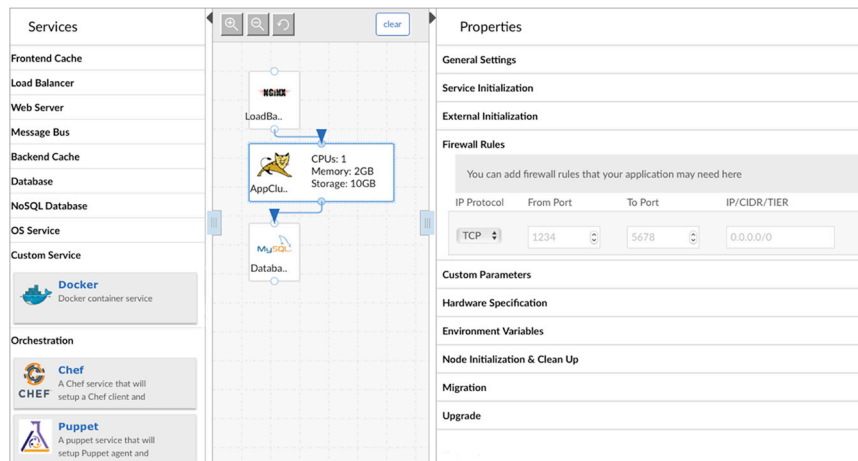 Services
Frontend Cache
Load Balancer
Web Server
Message Bus
Backend Cache
Database
NoSQL Database
OS Service
Custom Service
Docker
Docker container service
Orchestration
CHEF
Chef
A Chef service that will
setup a Chef client and
Puppet
A puppet service that will
setup Puppet agent and
clear
NGINX
LoadBa..
CPUs: 1
Memory: 2GB
Storage: 10GB
AppClu..
MySQL
Databa..
Properties
General Settings
Service Initialization
External Initialization
Firewall Rules
You can add firewall rules that your application may need here
IP Protocol From Port To Port IP/CIDR/TIER
TCP 1234 5678 0.0.0.0/0
Custom Parameters
Hardware Specification
Environment Variables
Node Initialization & Clean Up
Migration
Upgrade